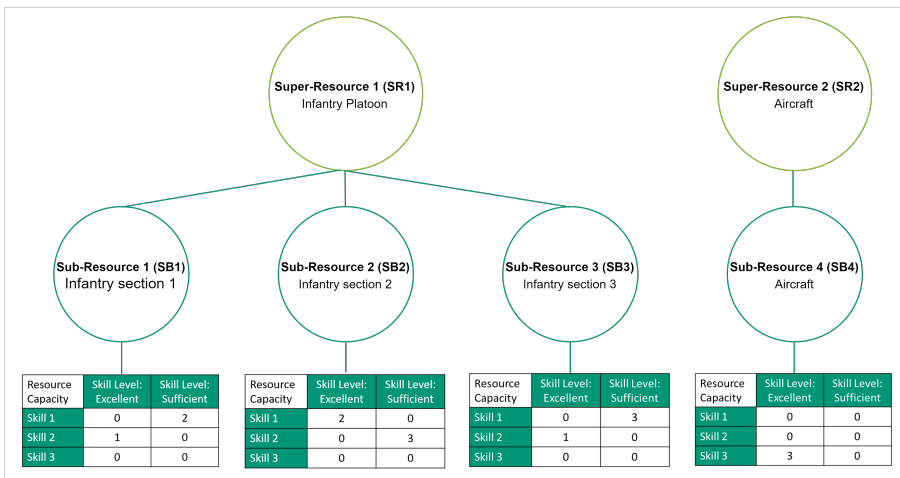 Super-Resource 1 (SR1)
Infantry Platoon
Super-Resource 2 (SR2)
Aircraft
Sub-Resource 1 (SB1)
Infantry section 1
Sub-Resource 2 (SB2)
Infantry section 2
Sub-Resource 3 (SB3)
Infantry section 3
Sub-Resource 4 (SB4)
Aircraft
Resource Capacity Skill Level: Excellent Skill Level: Sufficient
Skill 1 0 2
Skill 2 1 0
Skill 3 0 0
Resource Capacity Skill Level: Excellent Skill Level: Sufficient
Skill 1 2 0
Skill 2 0 3
Skill 3 0 0
Resource Capacity Skill Level: Excellent Skill Level: Sufficient
Skill 1 0 3
Skill 2 1 0
Skill 3 0 0
Resource Capacity Skill Level: Excellent Skill Level: Sufficient
Skill 1 0 0
Skill 2 0 0
Skill 3 3 0